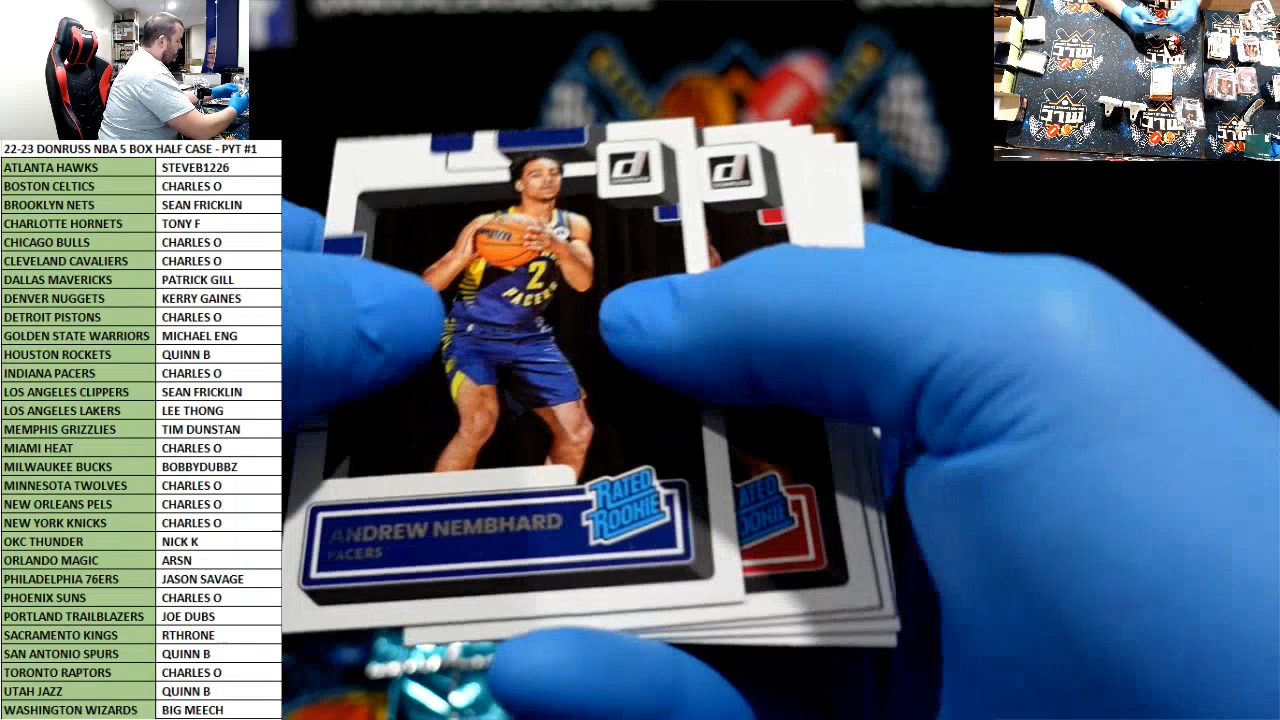 22-23 DONRUSS NBA 5 BOX HALF CASE - PYT #1
ATLANTA HAWKS STEVEB1226
BOSTON CELTICS CHARLES O
BROOKLYN NETS SEAN FRICKLIN
CHARLOTTE HORNETS TONY F
CHICAGO BULLS CHARLES O
CLEVELAND CAVALIERS CHARLES O
DALLAS MAVERICKS PATRICK GILL
DENVER NUGGETS KERRY GAINES
DETROIT PISTONS CHARLES O
GOLDEN STATE WARRIORS MICHAEL ENG
HOUSTON ROCKETS QUINN B
INDIANA PACERS CHARLES O
LOS ANGELES CLIPPERS SEAN FRICKLIN
LOS ANGELES LAKERS LEE THONG
MEMPHIS GRIZZLIES TIM DUNSTAN
MIAMI HEAT CHARLES O
MILWAUKEE BUCKS BOBBYDUBBZ
MINNESOTA TWOLVES CHARLES O
NEW ORLEANS PELS CHARLES O
NEW YORK KNICKS CHARLES O
OKC THUNDER NICK K
ORLANDO MAGIC ARSN
PHILADELPHIA 76ERS JASON SAVAGE
PHOENIX SUNS CHARLES O
PORTLAND TRAILBLAZERS JOE DUBS
SACRAMENTO KINGS RTHRONE
SAN ANTONIO SPURS QUINN B
TORONTO RAPTORS CHARLES O
UTAH JAZZ QUINN B
WASHINGTON WIZARDS BIG MEECH
d
DONRUSS
d
DONRUSS
2
PACERS
RATED
ROOKIE
ANDREW NEMBHARD
PACERS
ATED
OOKIE